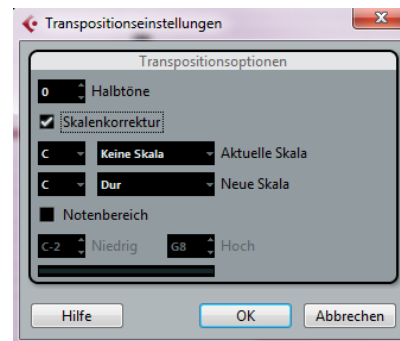 Transpositionseinstellungen
Transpositionsoptionen
0 Halbtöne
Skalenkorrektur
C Keine Skala Aktuelle Skala
C Dur Neue Skala
Notenbereich
C-2 Niedrig G8 Hoch
Hilfe OK Abbrechen